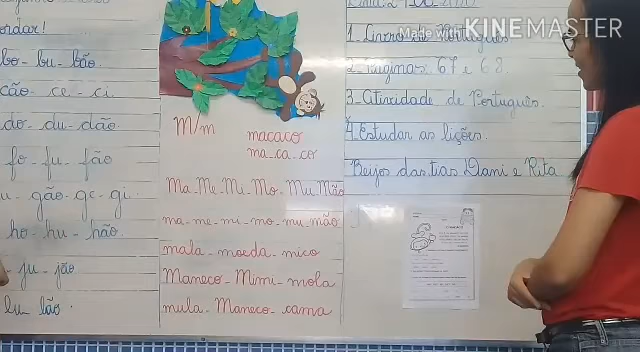 ordar!
bo - bu - bão
cão - ce - ci
do - du - dão
fo - fu - fão
u - gão - ge - gi
ho - hu - hão
ju - jão
lu - lão
M/m
macaco
ma-ca-co
Ma - Me - Mi - Mo - Mu Mão
ma - me - mi - mo - mu mão
mala - moeda - mico
Maneco - Mimi - mola
mula - Maneco - cama
Made with KINEMASTER
1- Livro de Português
2- Páginas 67 e 68.
3- Atividade de Português.
4- Estudar as lições.
Beijos das tias Dani e Rita